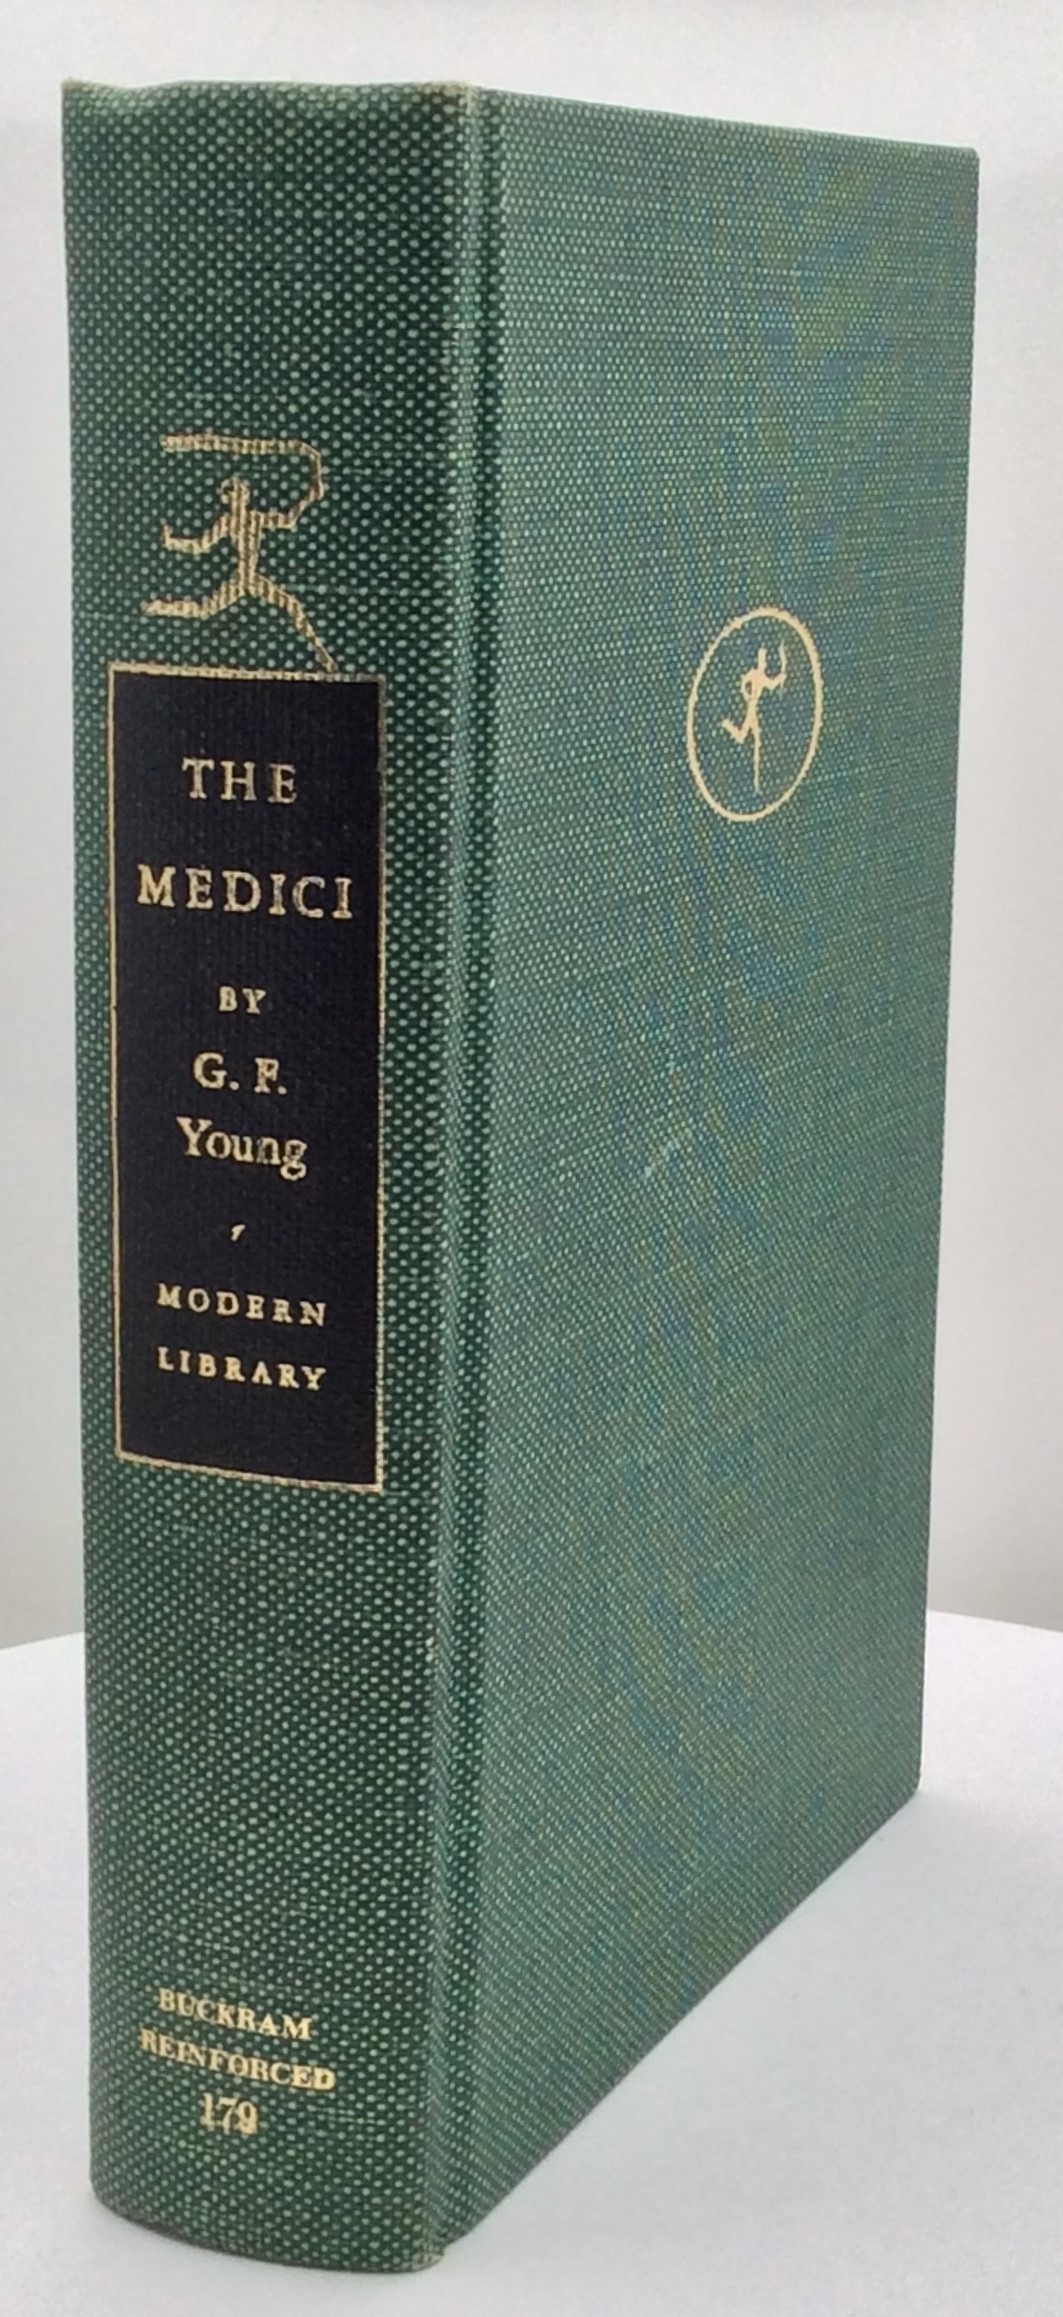 THE
MEDICI
BY
G. F.
Young
MODERN
LIBRARY
BUCKRAM
REINFORCED
179